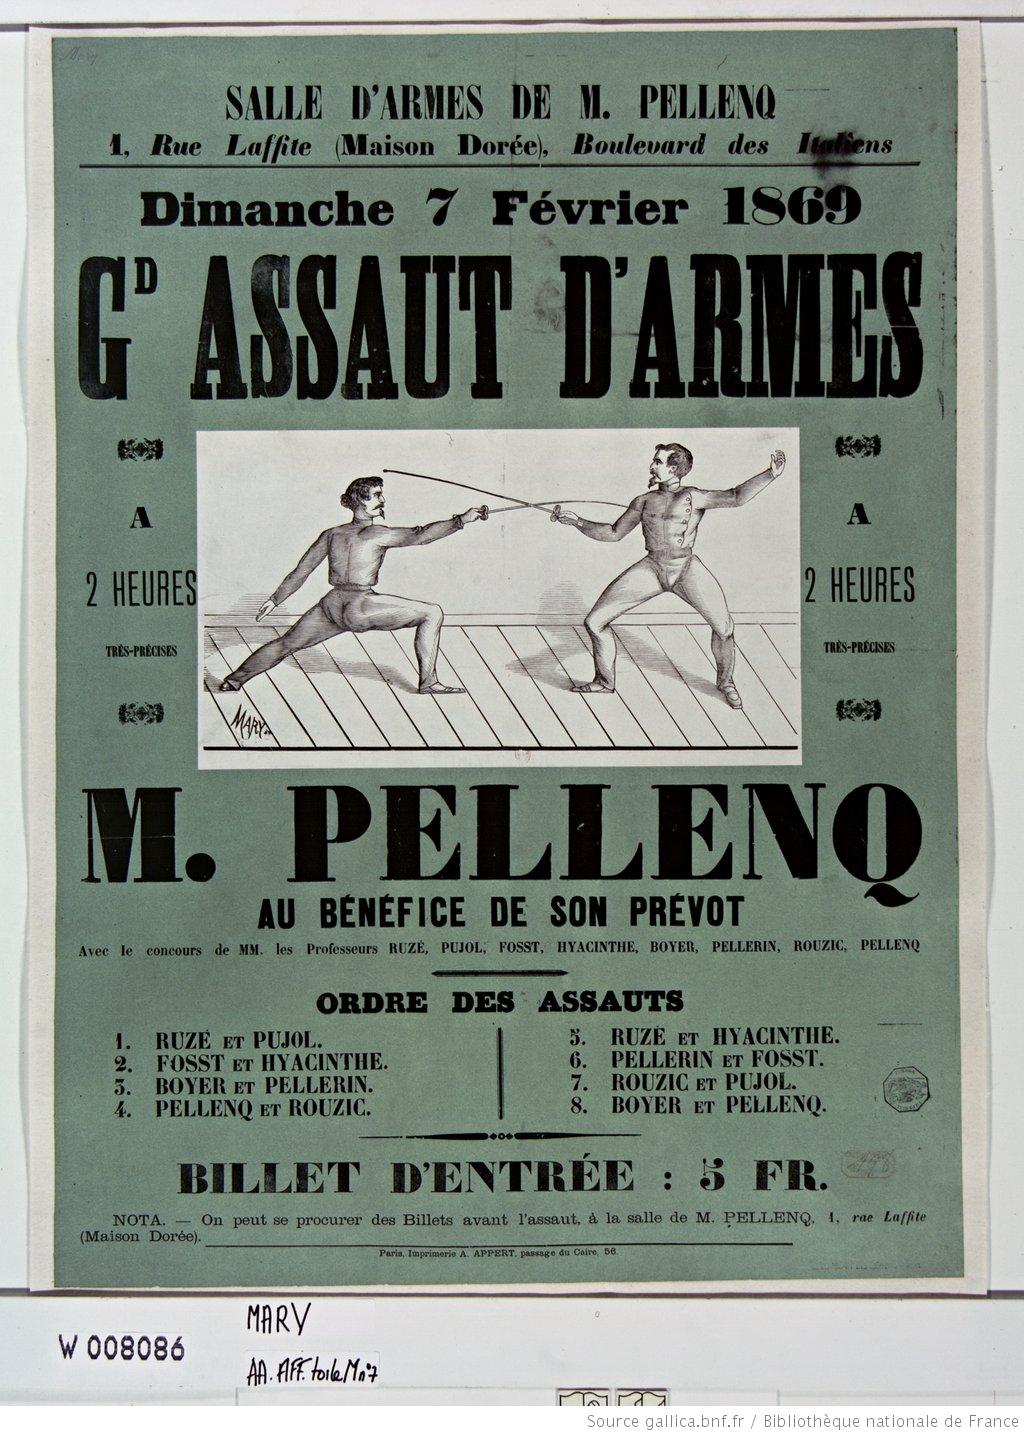 SALLE D'ARMES DE M. PELLENQ
1, Rue Laffite (Maison Dorée), Boulevard des Italiens
Dimanche 7 Février 1869
GD ASSAUT D'ARMES
A
2 HEURES
TRÈS-PRÉCISES
A
2 HEURES
TRÈS-PRÉCISES
MARY
M. PELLENQ
AU BÉNÉFICE DE SON PRÉVOT
Avec le concours de MM. les Professeurs RUZÉ, PUJOL, FOSST, HYACINTHE, BOYER, PELLERIN, ROUZIC, PELLENQ
ORDRE DES ASSAUTS
1. RUZÉ ET PUJOL.
2. FOSST ET HYACINTHE.
3. BOYER ET PELLERIN.
4. PELLENQ ET ROUZIC.
5. RUZÉ ET HYACINTHE.
6. PELLERIN ET FOSST.
7. ROUZIC ET PUJOL.
8. BOYER ET PELLENQ.
BILLET D'ENTRÉE : 5 FR.
NOTA. — On peut se procurer des Billets avant l'assaut, à la salle de M. PELLENQ, 1, rue Laffite
(Maison Dorée).
Paris, Imprimerie A. APPERT, passage du Caire, 56.
MARY
W 008086
AA. AFF. toile M n°7
Source gallica.bnf.fr / Bibliothèque nationale de France